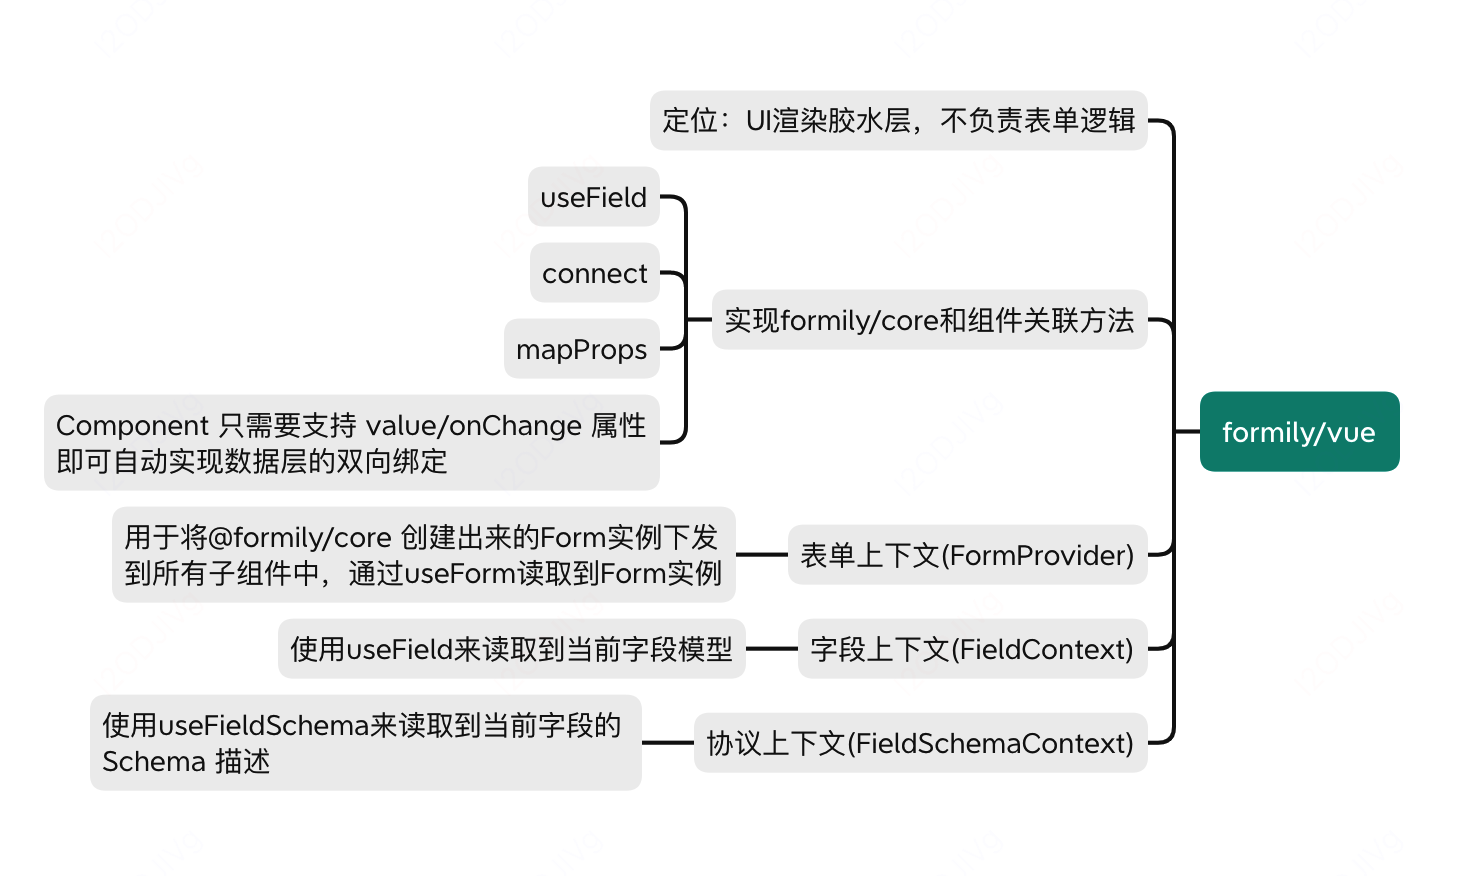 定位：UI渲染胶水层，不负责表单逻辑
useField
connect
mapProps
实现formily/core和组件关联方法
Component 只需要支持 value/onChange 属性
即可自动实现数据层的双向绑定
formily/vue
用于将@formily/core 创建出来的Form实例下发
到所有子组件中，通过useForm读取到Form实例
表单上下文(FormProvider)
使用useField来读取到当前字段模型
字段上下文(FieldContext)
使用useFieldSchema来读取到当前字段的
Schema 描述
协议上下文(FieldSchemaContext)